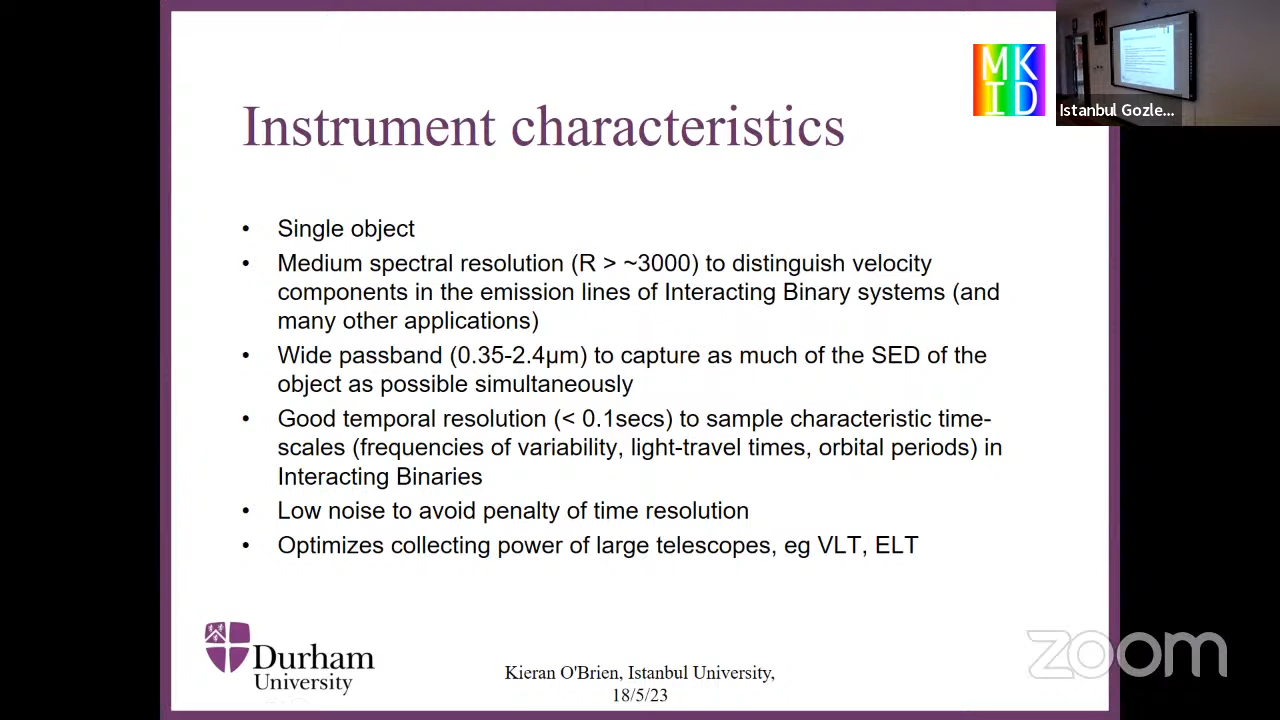 MK
ID
Istanbul Gozle...
Instrument characteristics
• Single object
• Medium spectral resolution (R > ~3000) to distinguish velocity
components in the emission lines of Interacting Binary systems (and
many other applications)
• Wide passband (0.35-2.4µm) to capture as much of the SED of the
object as possible simultaneously
• Good temporal resolution (< 0.1secs) to sample characteristic time-
scales (frequencies of variability, light-travel times, orbital periods) in
Interacting Binaries
• Low noise to avoid penalty of time resolution
• Optimizes collecting power of large telescopes, eg VLT, ELT
Durham
University
Kieran O'Brien, Istanbul University,
18/5/23
zoom